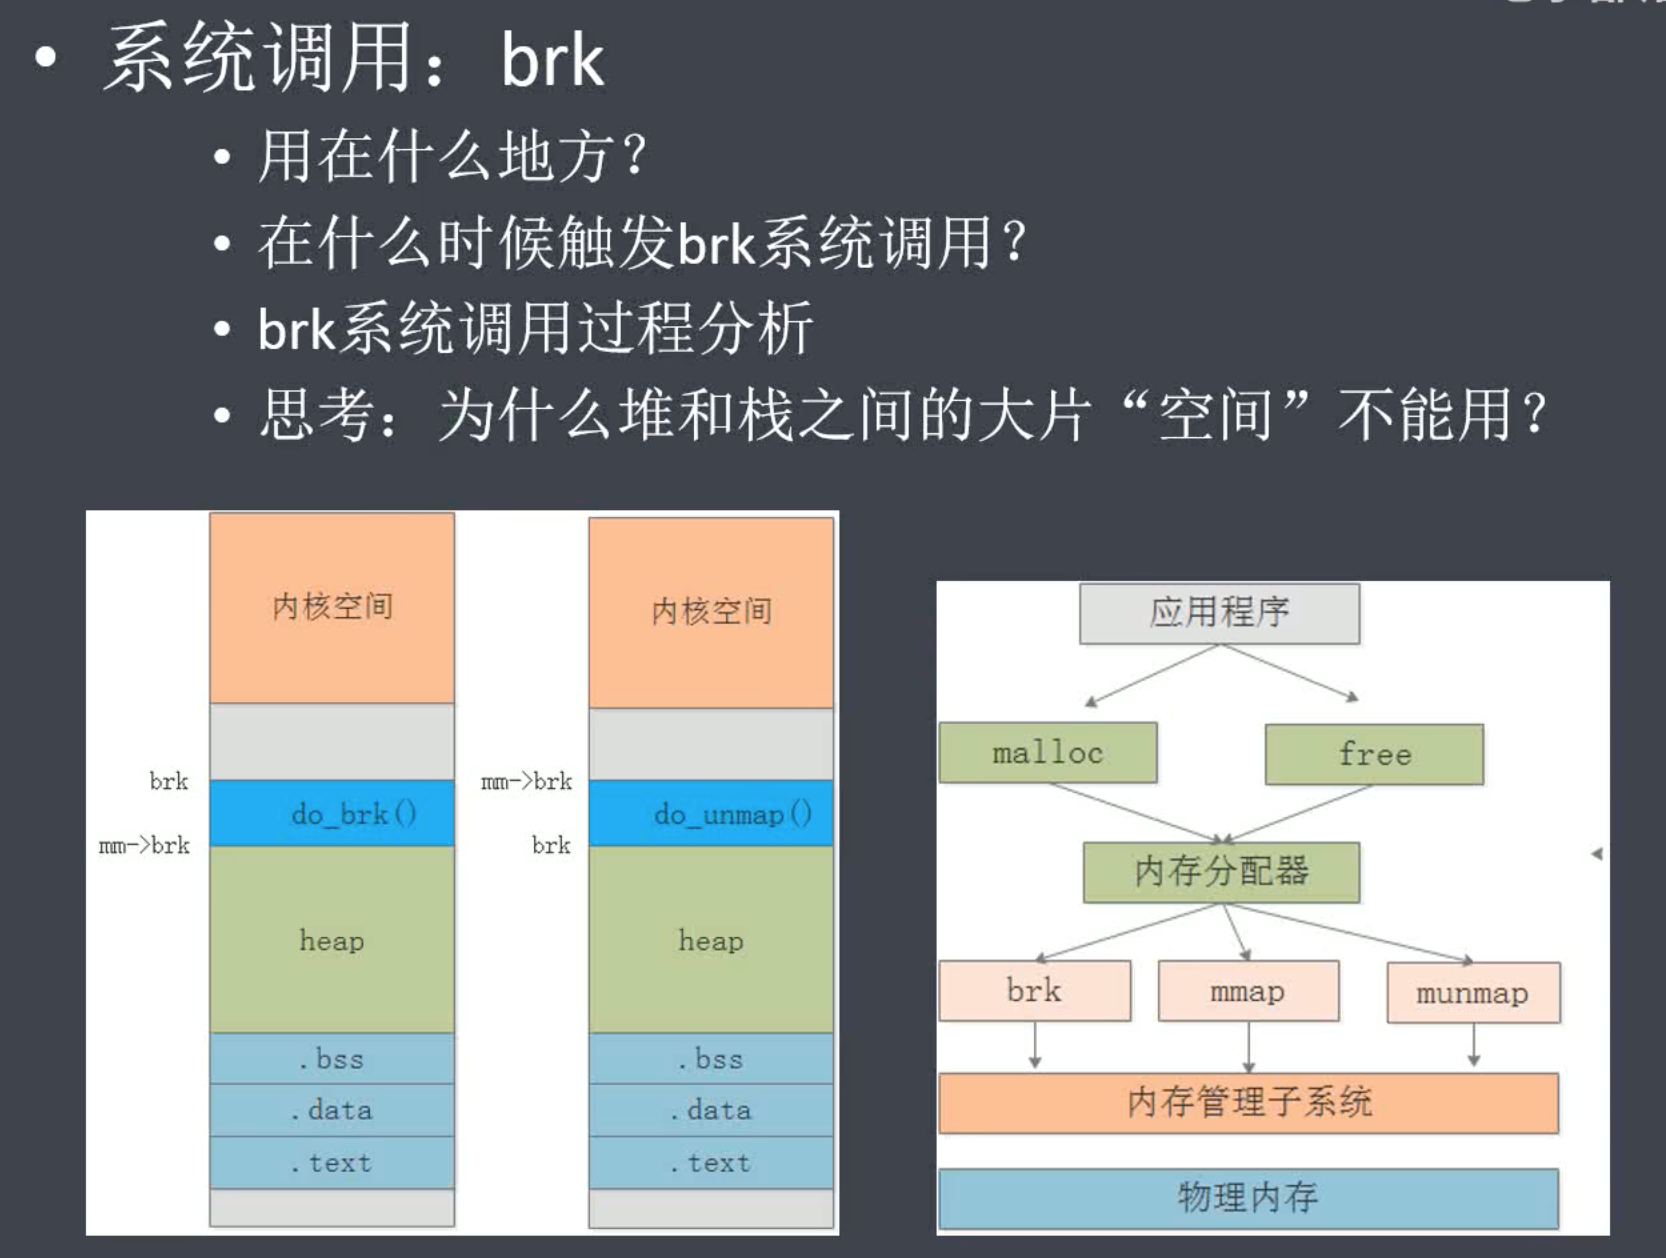 • 系统调用：brk
• 用在什么地方？
• 在什么时候触发brk系统调用？
• brk系统调用过程分析
• 思考：为什么堆和栈之间的大片“空间”不能用？
内核空间
brk
do_brk()
mm->brk
heap
.bss
.data
.text
内核空间
mm->brk
do_unmap()
brk
heap
.bss
.data
.text
应用程序
malloc
free
内存分配器
brk
mmap
munmap
内存管理子系统
物理内存